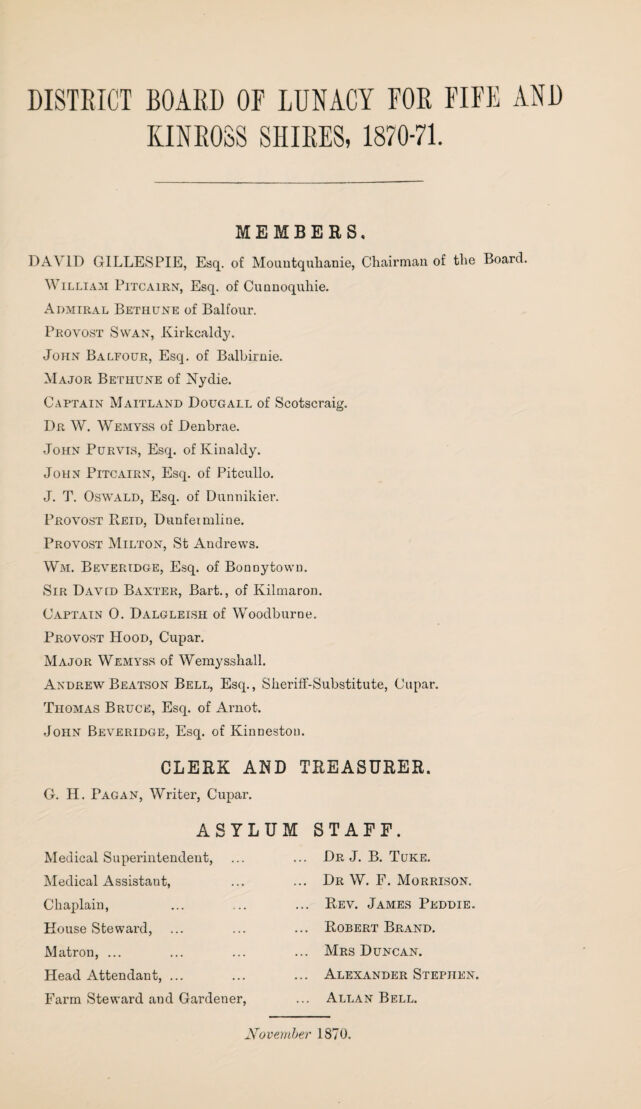 DISTRICT BOARD OF LUNACY FOR FIFE AND
KINROSS SHIRES, 1870-71.
MEMBERS.
DAVID GILLESPIE, Esq. of Mountquhanie, Chairman of the Board.
WILLIAM PITCAIRN, Esq. of Cunnoquhie.
ADMIRAL BETHUNE of Balfour.
PROVOST SWAN, Kirkcaldy.
JOHN BALFOUR, Esq. of Balbirnie.
MAJOR BETHUNE of Nydie.
CAPTAIN MAITLAND DOUGALL of Scotscraig.
DR W. WEMYSS of Denbrae.
JOHN PURVIS, Esq. of Kinaldy.
JOHN PITCAIRN, Esq. of Pitcullo.
J. T. OSWALD, Esq. of Dunnikier.
PROVOST REID, Dunfermline.
PROVOST MILTON, St Andrews.
WM. BEVERIDGE, Esq. of Bonnytown.
SIR DAVID BAXTER, Bart., of Kilmaron.
CAPTAIN O. DALGLEISH of Woodburne.
PROVOST HOOD, Cupar.
MAJOR WEMYSS of Wemysshall.
ANDREW BEATSON BELL, Esq., Sheriff-Substitute, Cupar.
THOMAS BRUCE, Esq. of Arnot.
JOHN BEVERIDGE, Esq. of Kinneston.
CLERK AND TREASURER.
G. H. PAGAN, Writer, Cupar.
ASYLUM STAFF.
Medical Superintendent, ... ... DR J. B. TUKE.
Medical Assistant, ... ... DR W. F. MORRISON.
Chaplain, ... ... ... REV. JAMES PEDDIE.
House Steward, ... ... ... ROBERT BRAND.
Matron, ... ... ... ... MRS DUNCAN.
Head Attendant, ... ... ... ALEXANDER STEPHEN.
Farm Steward and Gardener, ... ALLAN BELL.
November 1870.